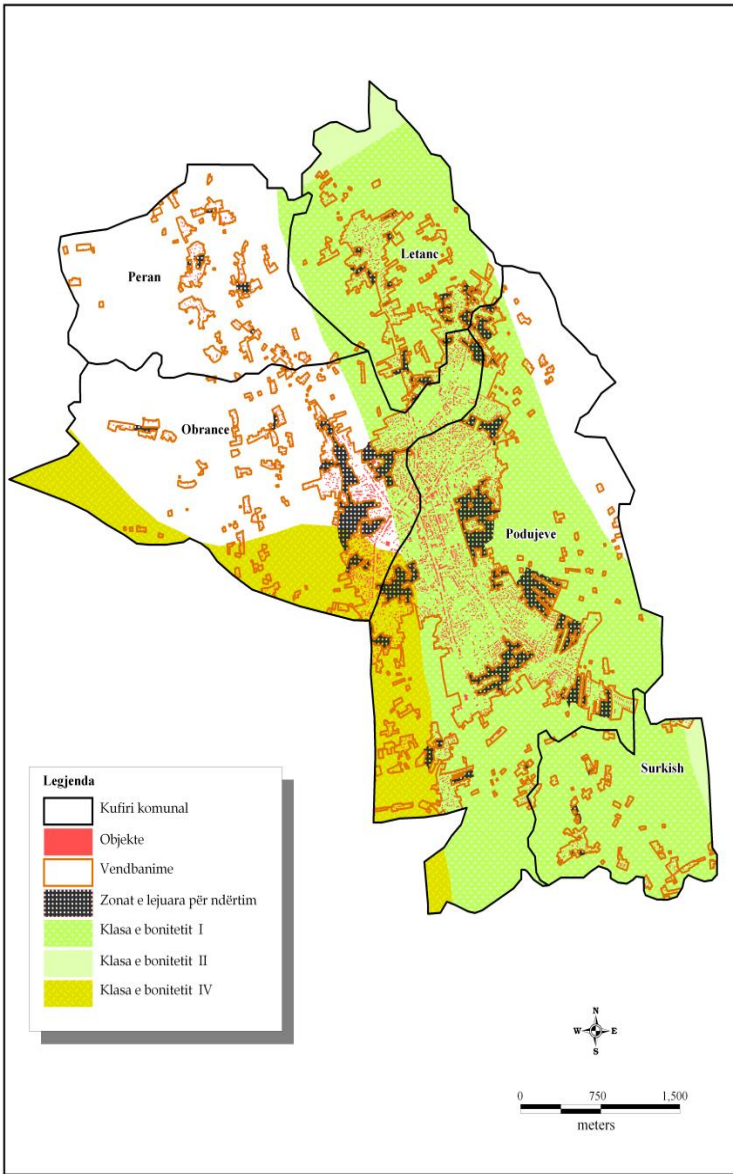 Letanc
Peran
Obrance
Podujeve
Surkish
Legjenda
Kufiri komunal
Objekte
Vendbanime
Zonat e lejuara për ndërtim
Klasa e bonitetit I
Klasa e bonitetit II
Klasa e bonitetit IV
N
W E
S
0 750 1,500
meters